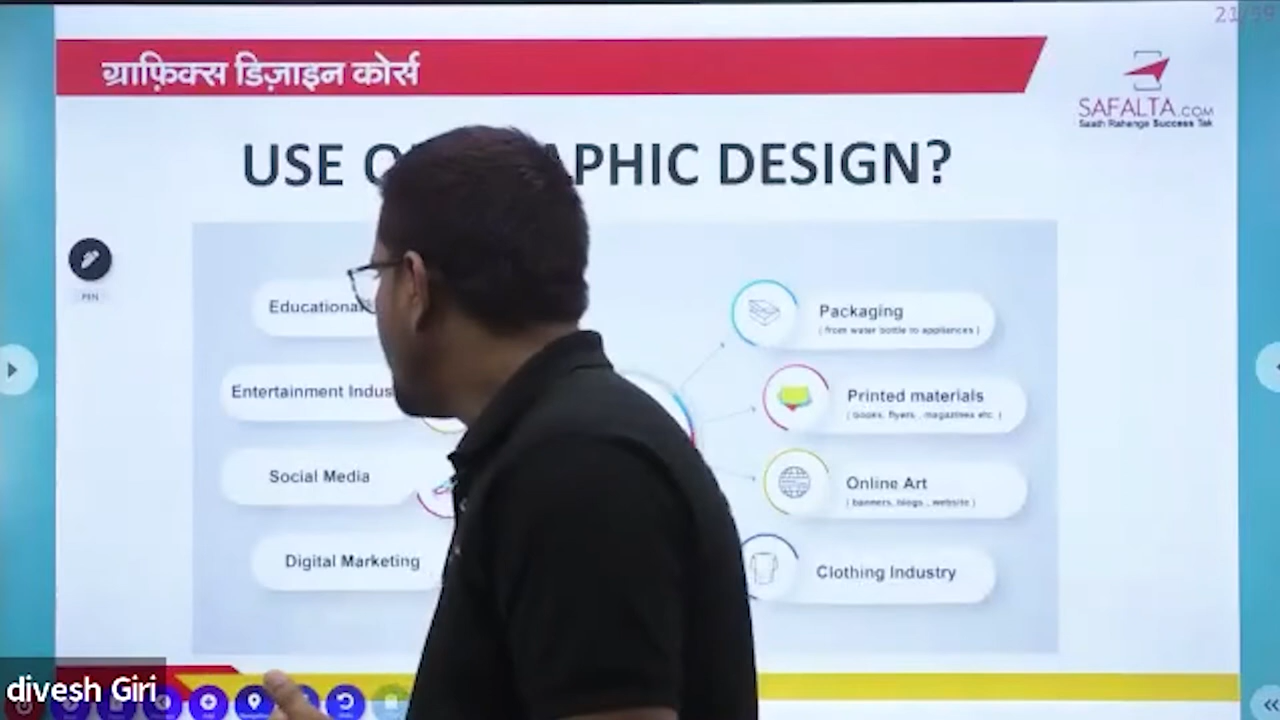 21/59
ग्राफ़िक्स डिज़ाइन कोर्स
SAFALTA.COM
Saath Rahenge Success Tak
USE O APHIC DESIGN?
PEN
Educational
Packaging
( from water bottle to appliances )
Entertainment Indus
Printed materials
( books, flyers , magazines etc. )
Social Media
Online Art
( banners, blogs , website )
Digital Marketing
Clothing Industry
divesh Giri